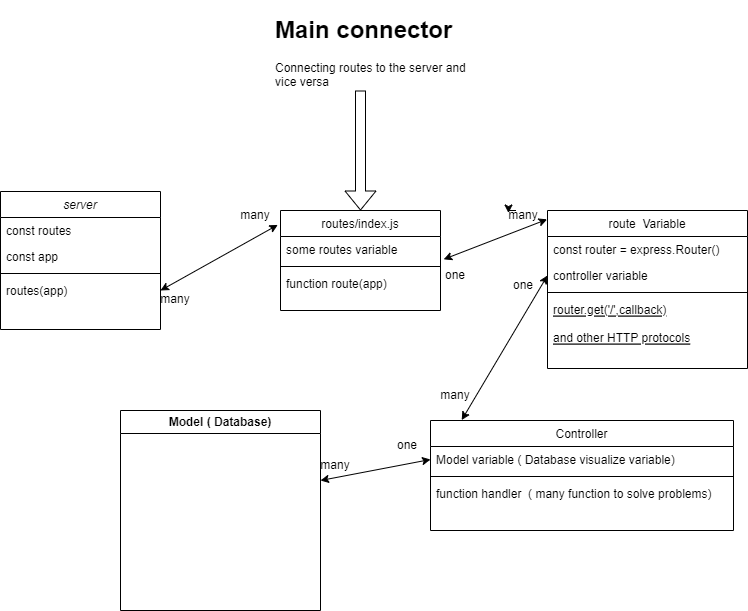 Main connector
Connecting routes to the server and
vice versa
server
const routes
const app
routes(app)
many
many
routes/index.js
some routes variable
function route(app)
many
one
route  Variable
const router = express.Router()
controller variable
router.get('/',callback)
and other HTTP protocols
one
many
Controller
Model variable ( Database visualize variable)
function handler  ( many function to solve problems)
one
many
Model ( Database)